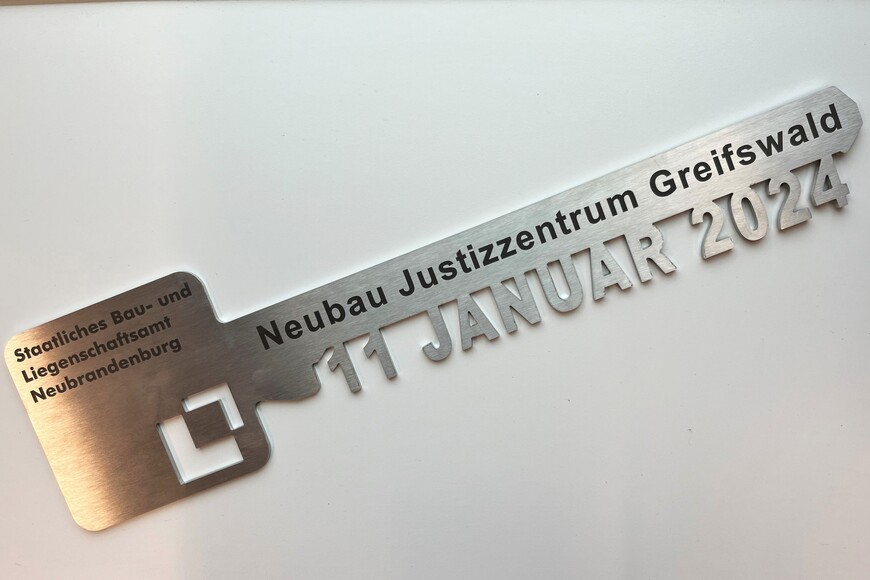 Staatliches Bau- und
Liegenschaftsamt
Neubrandenburg
Neubau Justizzentrum Greifswald
11 JANUAR 2024